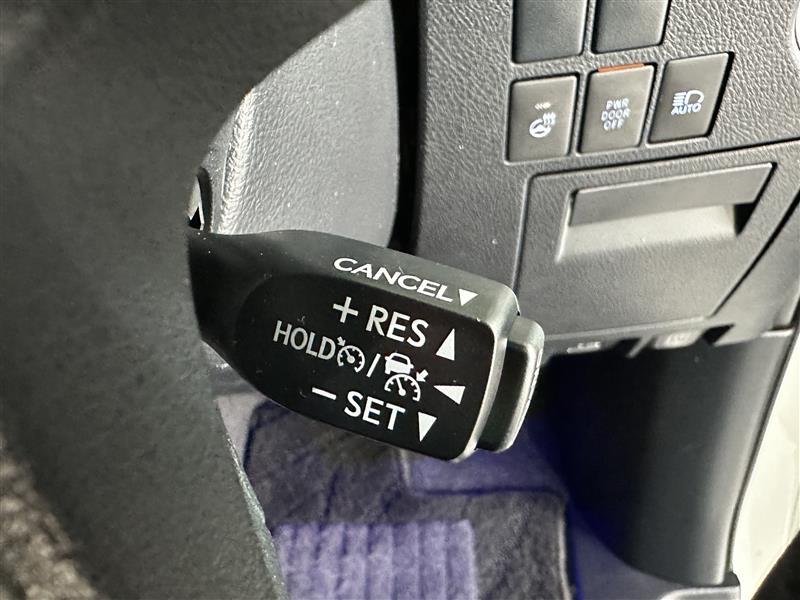 PWR
DOOR
OFF
AUTO
CANCEL▼
+ RES ▲
HOLD / ◀
− SET ▼